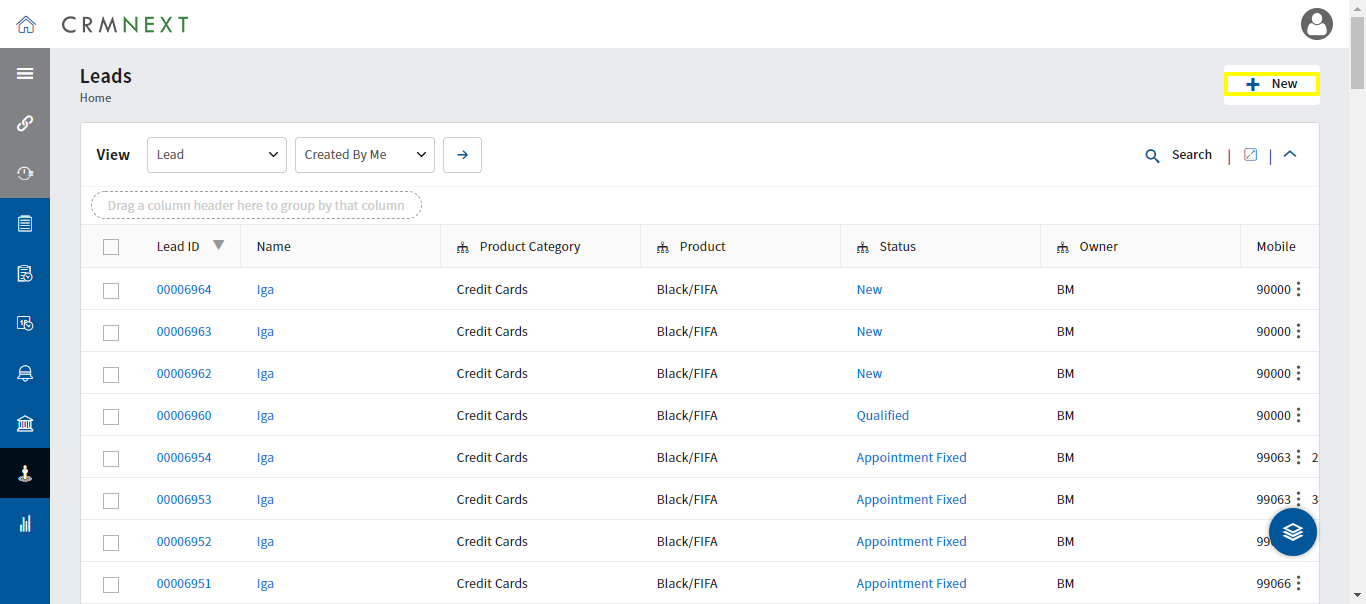 CRMNEXT
Leads
Home
New
View Lead Created By Me Search
Drag a column header here to group by that column
Lead ID Name Product Category Product Status Owner Mobile
00006964 Iga Credit Cards Black/FIFA New BM 90000
00006963 Iga Credit Cards Black/FIFA New BM 90000
00006962 Iga Credit Cards Black/FIFA New BM 90000
00006960 Iga Credit Cards Black/FIFA Qualified BM 90000
00006954 Iga Credit Cards Black/FIFA Appointment Fixed BM 99063 2
00006953 Iga Credit Cards Black/FIFA Appointment Fixed BM 99063 3
00006952 Iga Credit Cards Black/FIFA Appointment Fixed BM
00006951 Iga Credit Cards Black/FIFA Appointment Fixed BM 99066